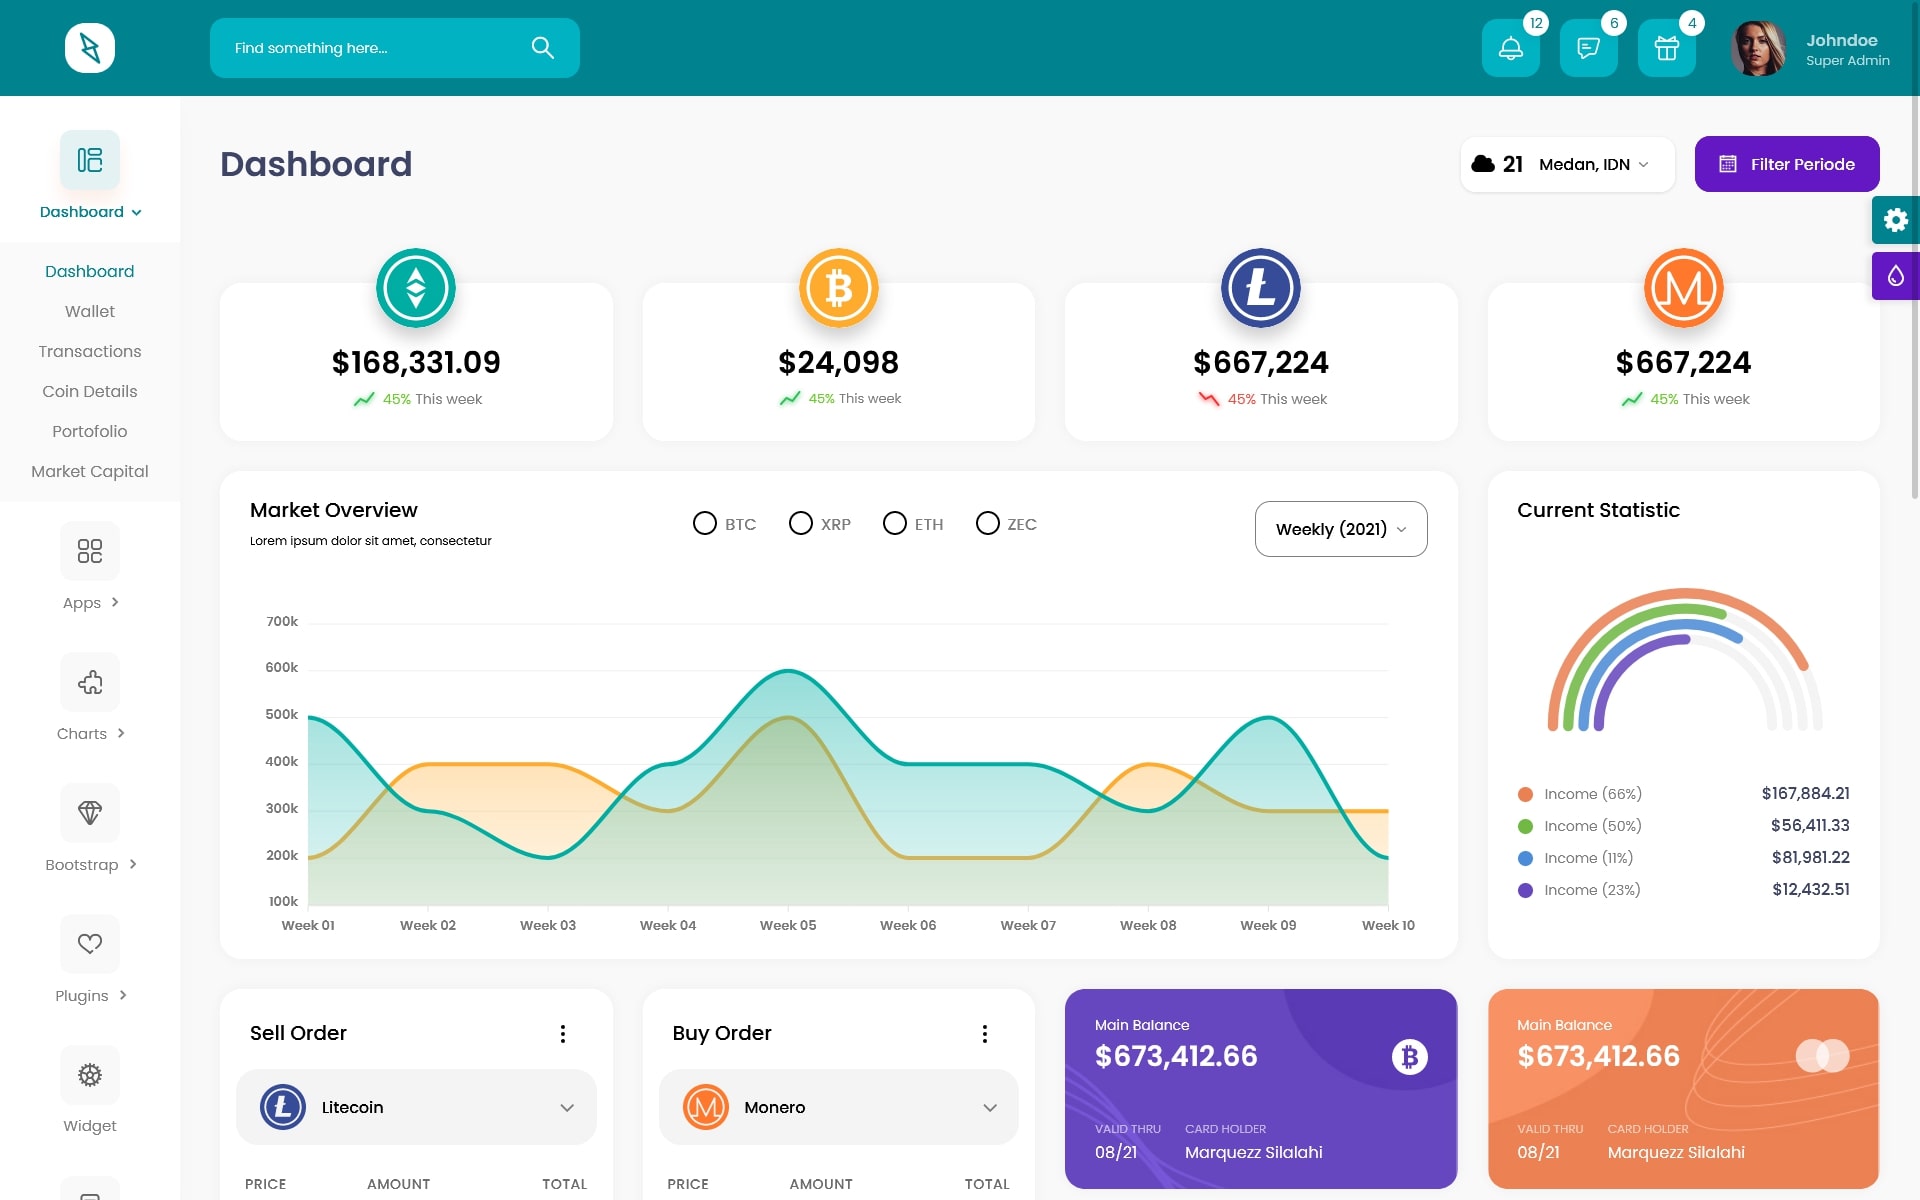 Find something here...
12
6
4
Johndoe
Super Admin
Dashboard
Dashboard
Wallet
Transactions
Coin Details
Portofolio
Market Capital
Apps
Charts
Bootstrap
Plugins
Widget
Dashboard
21 Medan, IDN
Filter Periode
$168,331.09
45% This week
$24,098
45% This week
$667,224
45% This week
$667,224
45% This week
Market Overview
Lorem ipsum dolor sit amet, consectetur
BTC XRP ETH ZEC
Weekly (2021)
700k
600k
500k
400k
300k
200k
100k
Week 01 Week 02 Week 03 Week 04 Week 05 Week 06 Week 07 Week 08 Week 09 Week 10
Current Statistic
Income (66%) $167,884.21
Income (50%) $56,411.33
Income (11%) $81,981.22
Income (23%) $12,432.51
Sell Order
Litecoin
PRICE AMOUNT TOTAL
Buy Order
Monero
PRICE AMOUNT TOTAL
Main Balance
$673,412.66
VALID THRU CARD HOLDER
08/21 Marquezz Silalahi
Main Balance
$673,412.66
VALID THRU CARD HOLDER
08/21 Marquezz Silalahi